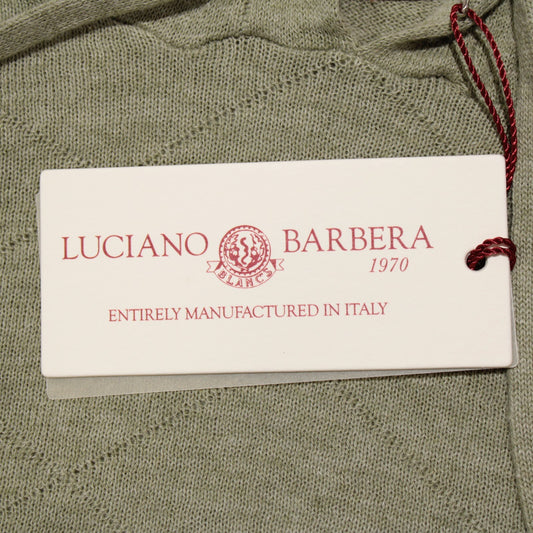 LUCIANO BARBERA
BLANCS
1970
ENTIRELY MANUFACTURED IN ITALY